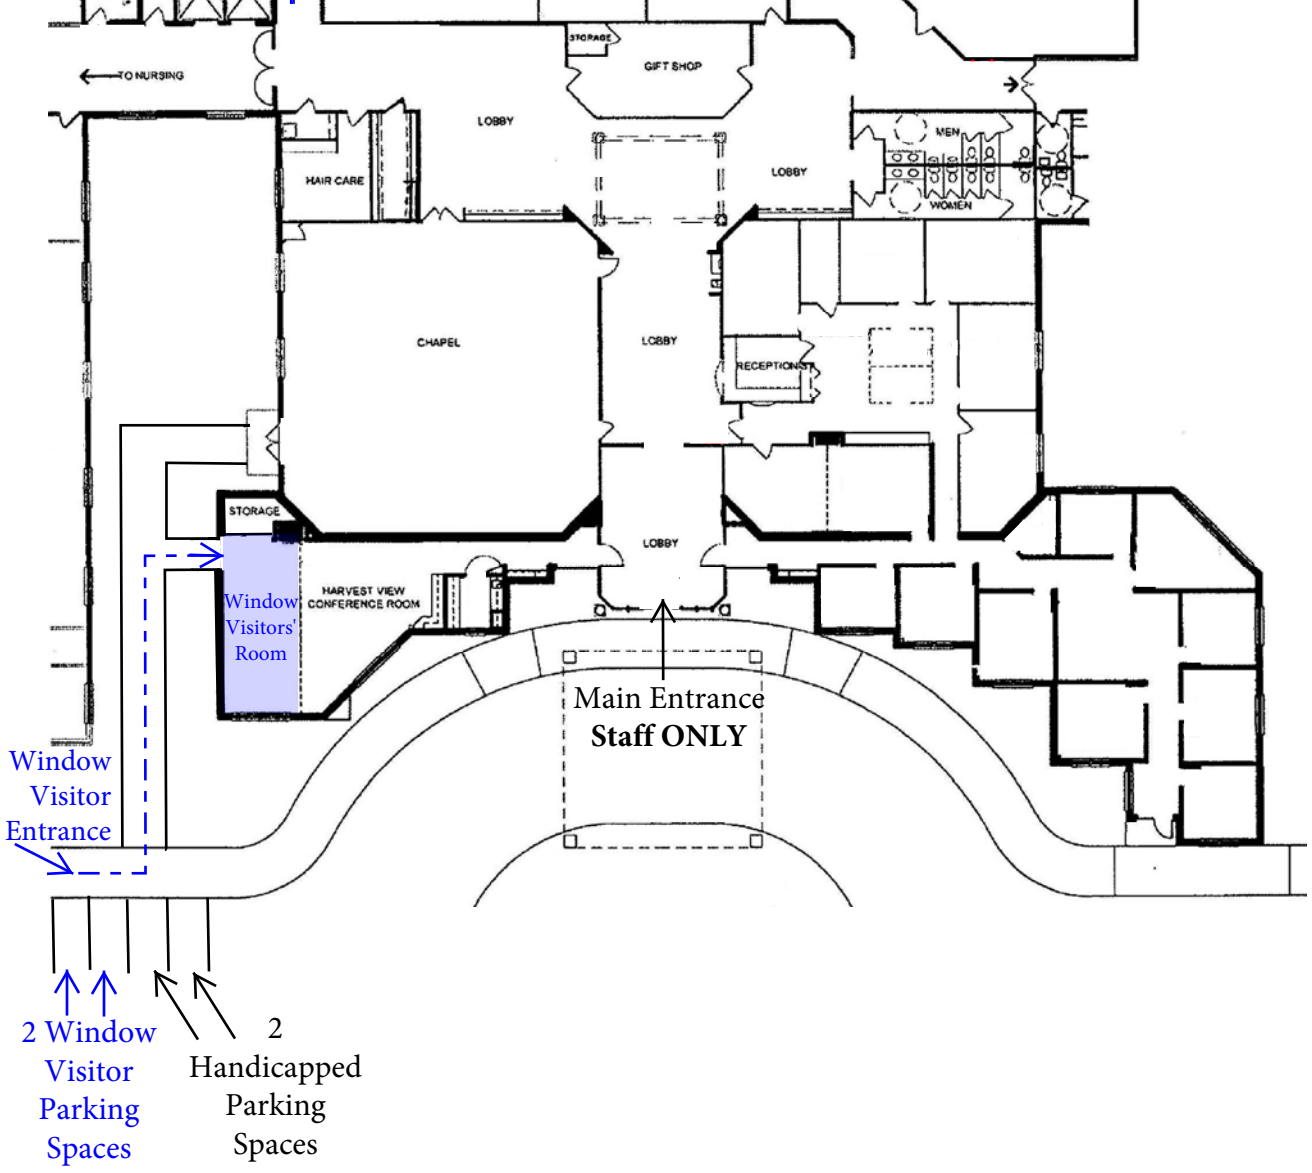 STORAGE
GIFT SHOP
TO NURSING
LOBBY
MEN
LOBBY
HAIR CARE
WOMEN
CHAPEL
LOBBY
RECEPTIONIS
STORAGE
LOBBY
HARVEST VIEW
CONFERENCE ROOM
Window
Visitors'
Room
Main Entrance
Staff ONLY
Window
Visitor
Entrance
2 Window
Visitor
Parking
Spaces
2
Handicapped
Parking
Spaces